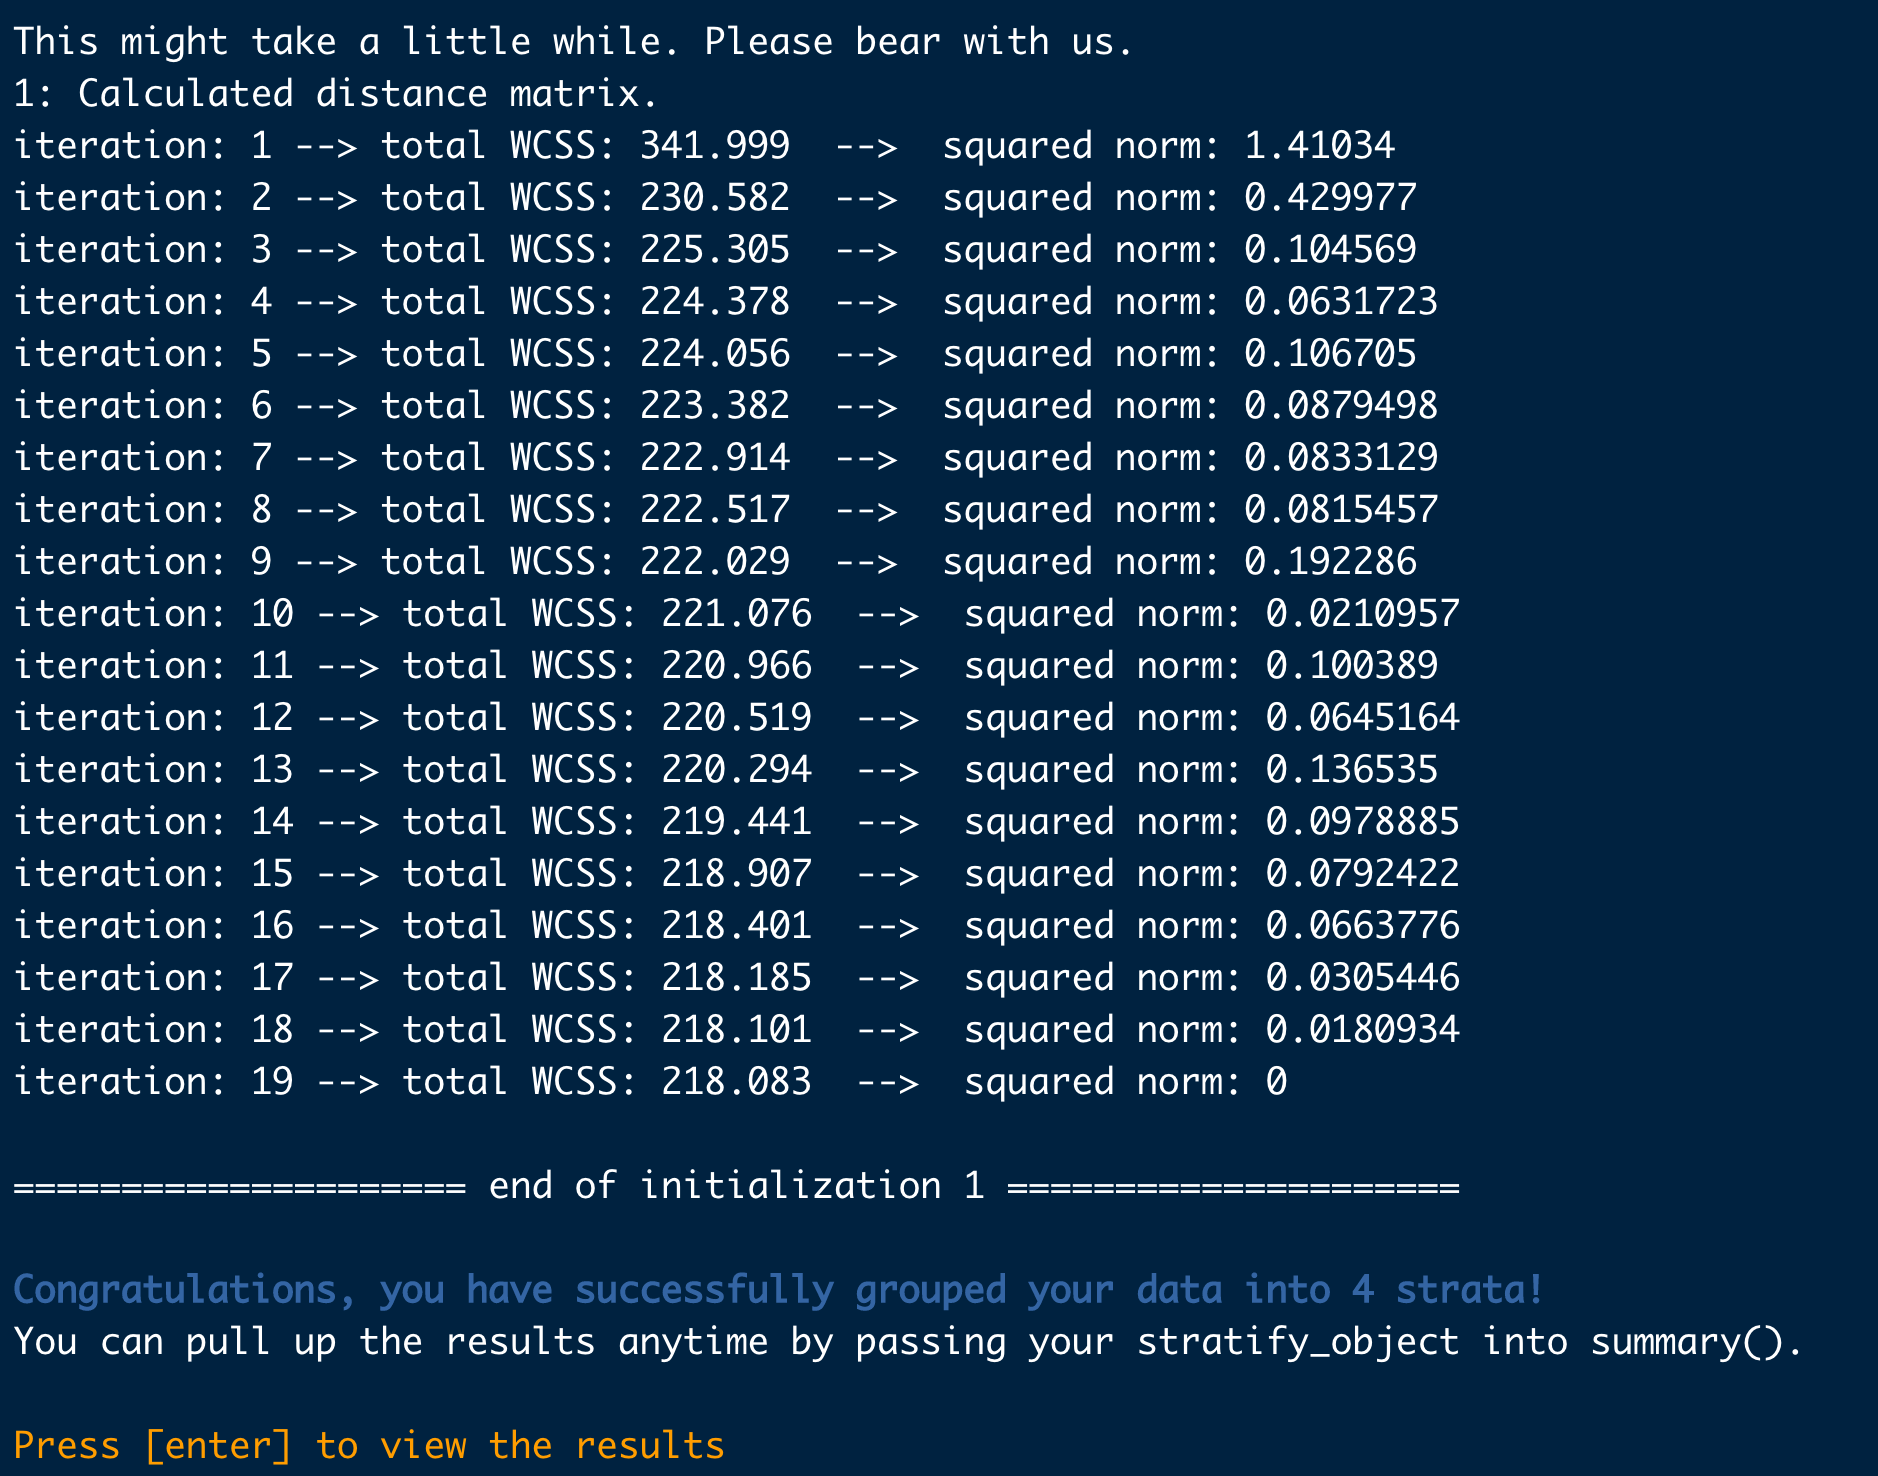 This might take a little while. Please bear with us.
1: Calculated distance matrix.
iteration: 1 --> total WCSS: 341.999  -->  squared norm: 1.41034
iteration: 2 --> total WCSS: 230.582  -->  squared norm: 0.429977
iteration: 3 --> total WCSS: 225.305  -->  squared norm: 0.104569
iteration: 4 --> total WCSS: 224.378  -->  squared norm: 0.0631723
iteration: 5 --> total WCSS: 224.056  -->  squared norm: 0.106705
iteration: 6 --> total WCSS: 223.382  -->  squared norm: 0.0879498
iteration: 7 --> total WCSS: 222.914  -->  squared norm: 0.0833129
iteration: 8 --> total WCSS: 222.517  -->  squared norm: 0.0815457
iteration: 9 --> total WCSS: 222.029  -->  squared norm: 0.192286
iteration: 10 --> total WCSS: 221.076  -->  squared norm: 0.0210957
iteration: 11 --> total WCSS: 220.966  -->  squared norm: 0.100389
iteration: 12 --> total WCSS: 220.519  -->  squared norm: 0.0645164
iteration: 13 --> total WCSS: 220.294  -->  squared norm: 0.136535
iteration: 14 --> total WCSS: 219.441  -->  squared norm: 0.0978885
iteration: 15 --> total WCSS: 218.907  -->  squared norm: 0.0792422
iteration: 16 --> total WCSS: 218.401  -->  squared norm: 0.0663776
iteration: 17 --> total WCSS: 218.185  -->  squared norm: 0.0305446
iteration: 18 --> total WCSS: 218.101  -->  squared norm: 0.0180934
iteration: 19 --> total WCSS: 218.083  -->  squared norm: 0
===================== end of initialization 1 =====================
Congratulations, you have successfully grouped your data into 4 strata!
You can pull up the results anytime by passing your stratify_object into summary().
Press [enter] to view the results